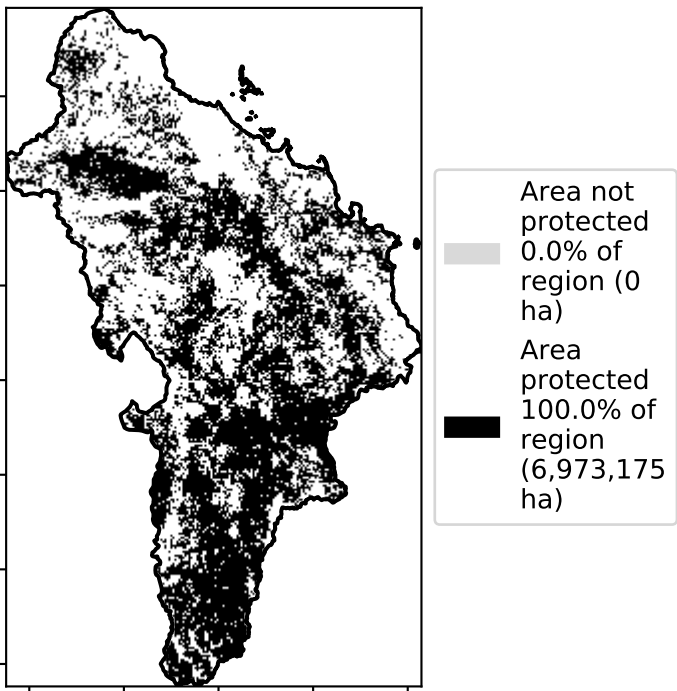 Area not
protected
0.0% of
region (0
ha)
Area
protected
100.0% of
region
(6,973,175
ha)